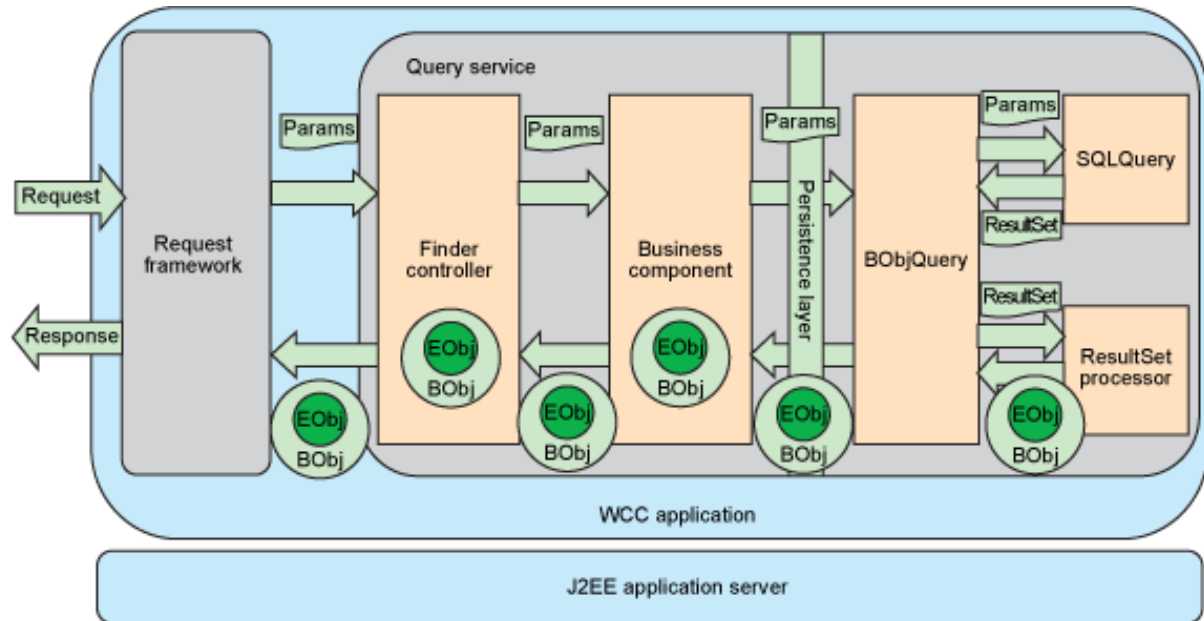 Query service
Params
Params
Params
Params
SQLQuery
Request
Request
framework
Finder
controller
Business
component
Persistence layer
BObjQuery
ResultSet
ResultSet
Response
ResultSet
processor
EObj
BObj
EObj
BObj
EObj
BObj
EObj
BObj
EObj
BObj
EObj
BObj
WCC application
J2EE application server